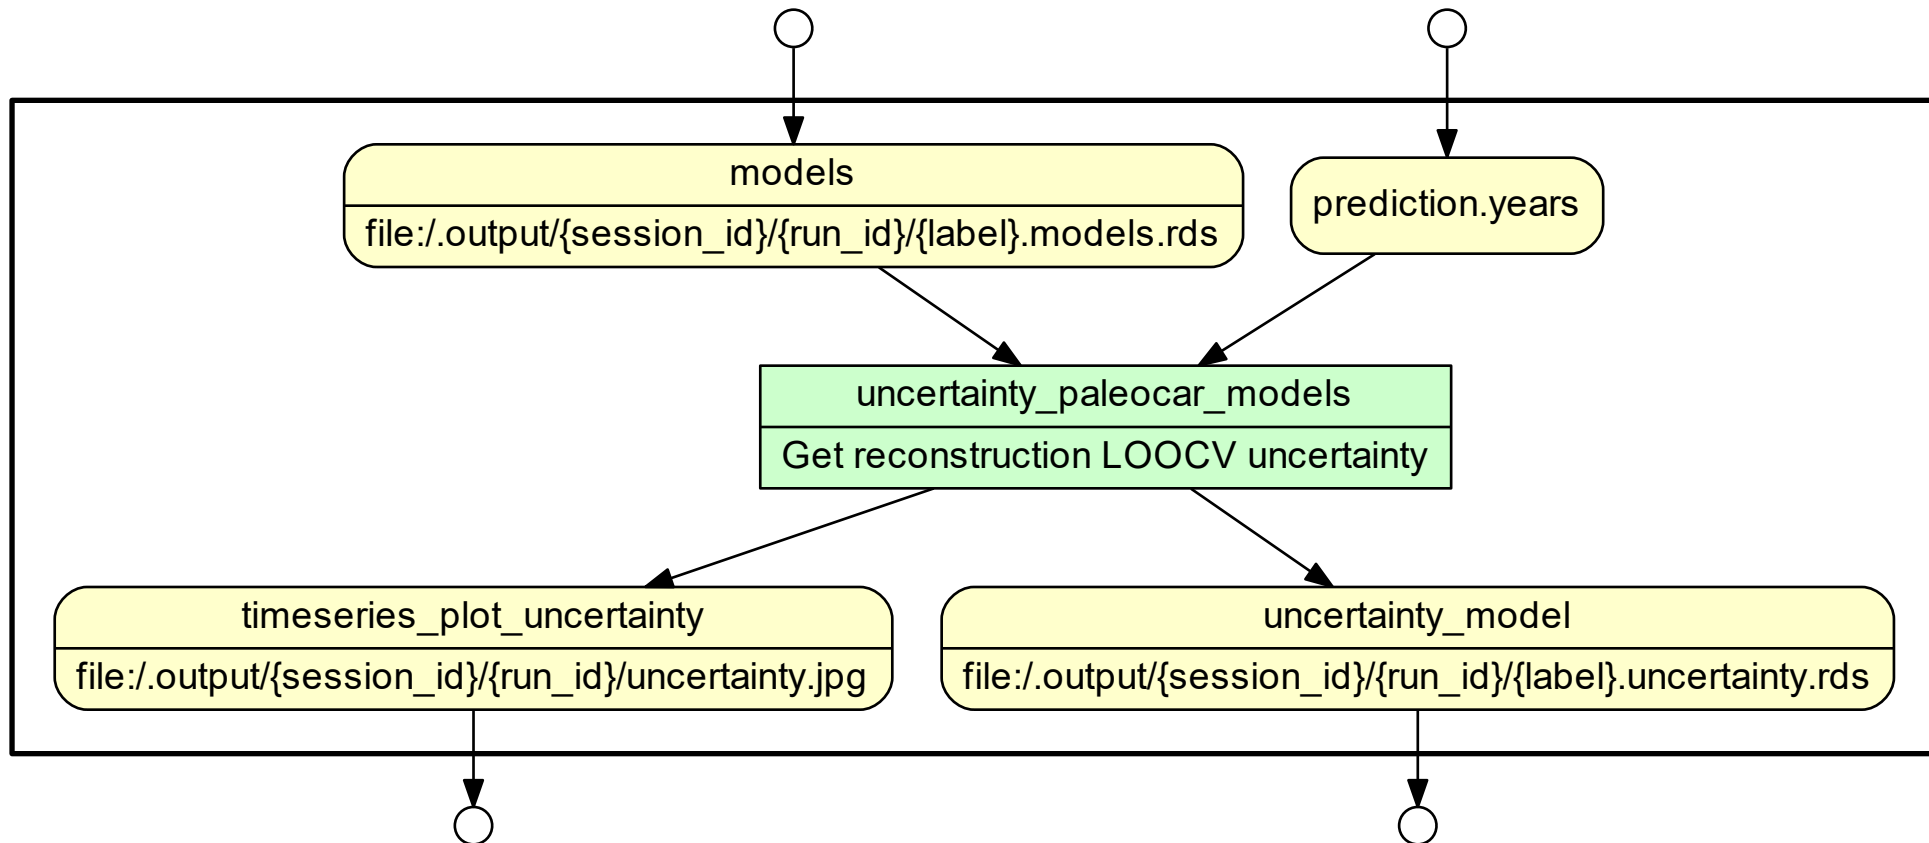 models
file:/.output/{session_id}/{run_id}/{label}.models.rds
prediction.years
uncertainty_paleocar_models
Get reconstruction LOOCV uncertainty
timeseries_plot_uncertainty
file:/.output/{session_id}/{run_id}/uncertainty.jpg
uncertainty_model
file:/.output/{session_id}/{run_id}/{label}.uncertainty.rds